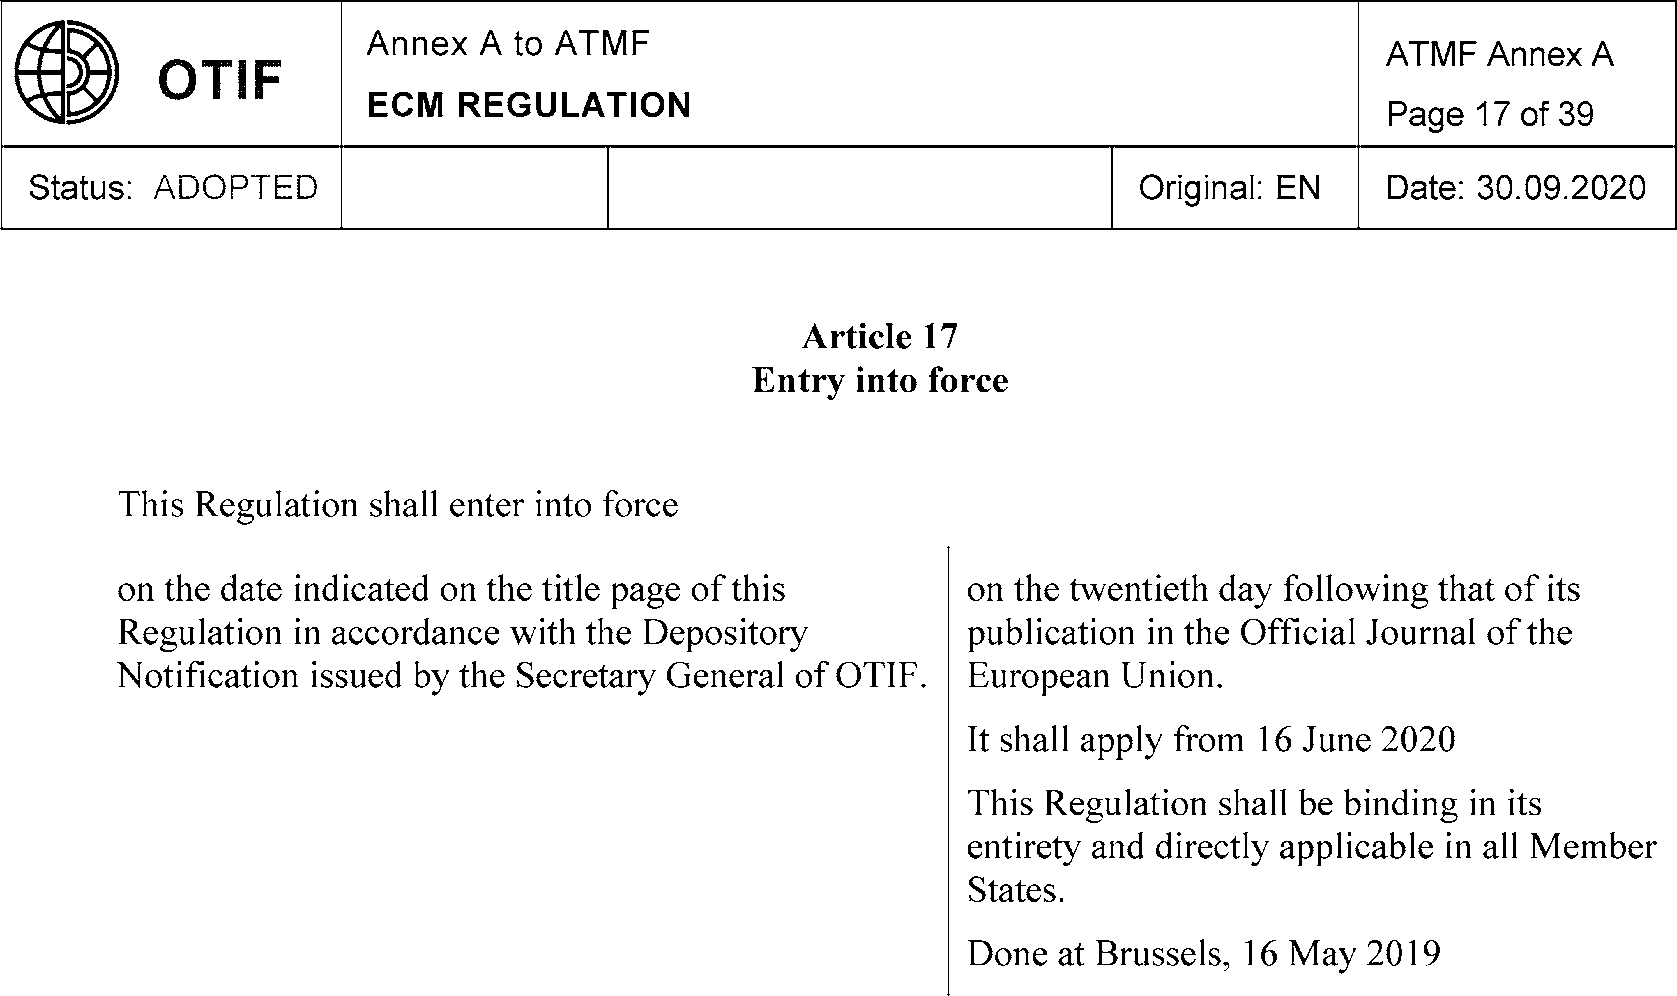 OTIF
Annex A to ATMF
ECM REGULATION
ATMF Annex A
Page 17 of 39
Status: ADOPTED
Original: EN
Date: 30.09.2020
Article 17
Entry into force
This Regulation shall enter into force
on the date indicated on the title page of this
Regulation in accordance with the Depository
Notification issued by the Secretary General of OTIF.
on the twentieth day following that of its
publication in the Official Journal of the
European Union.
It shall apply from 16 June 2020
This Regulation shall be binding in its
entirety and directly applicable in all Member
States.
Done at Brussels, 16 May 2019